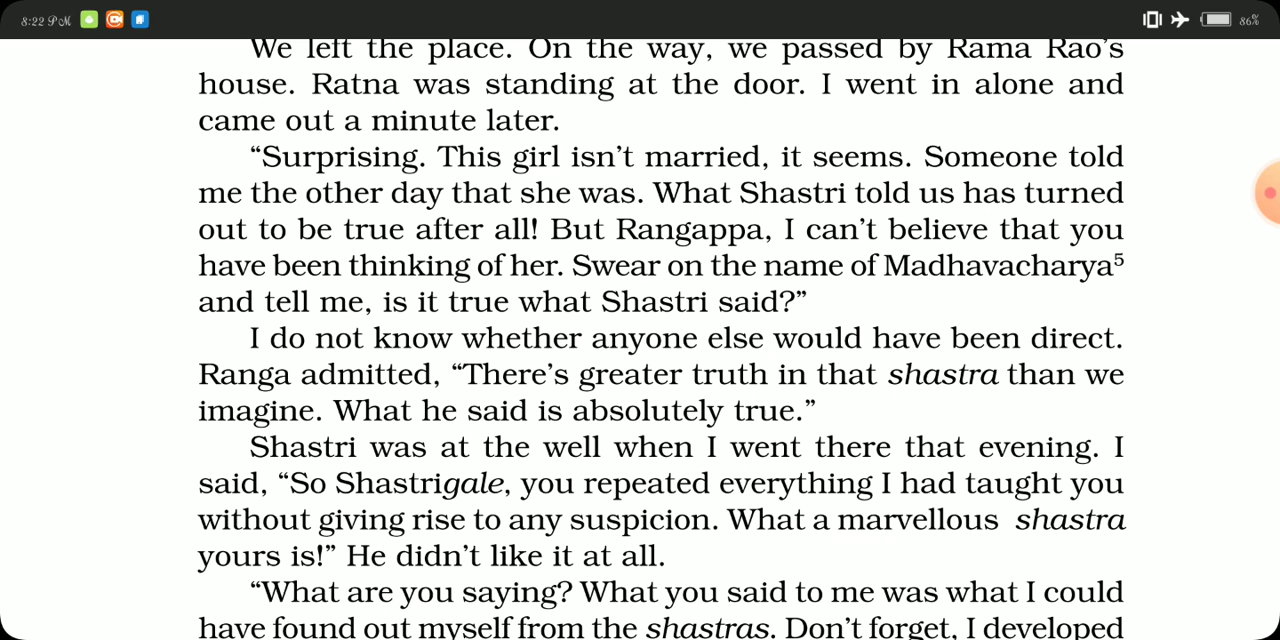 8:22 PM
86%
We left the place. On the way, we passed by Rama Rao’s
house. Ratna was standing at the door. I went in alone and
came out a minute later.
“Surprising. This girl isn’t married, it seems. Someone told
me the other day that she was. What Shastri told us has turned
out to be true after all! But Rangappa, I can’t believe that you
have been thinking of her. Swear on the name of Madhavacharya⁵
and tell me, is it true what Shastri said?”
I do not know whether anyone else would have been direct.
Ranga admitted, “There’s greater truth in that shastra than we
imagine. What he said is absolutely true.”
Shastri was at the well when I went there that evening. I
said, “So Shastrigale, you repeated everything I had taught you
without giving rise to any suspicion. What a marvellous shastra
yours is!” He didn’t like it at all.
“What are you saying? What you said to me was what I could
have found out myself from the shastras. Don’t forget, I developed